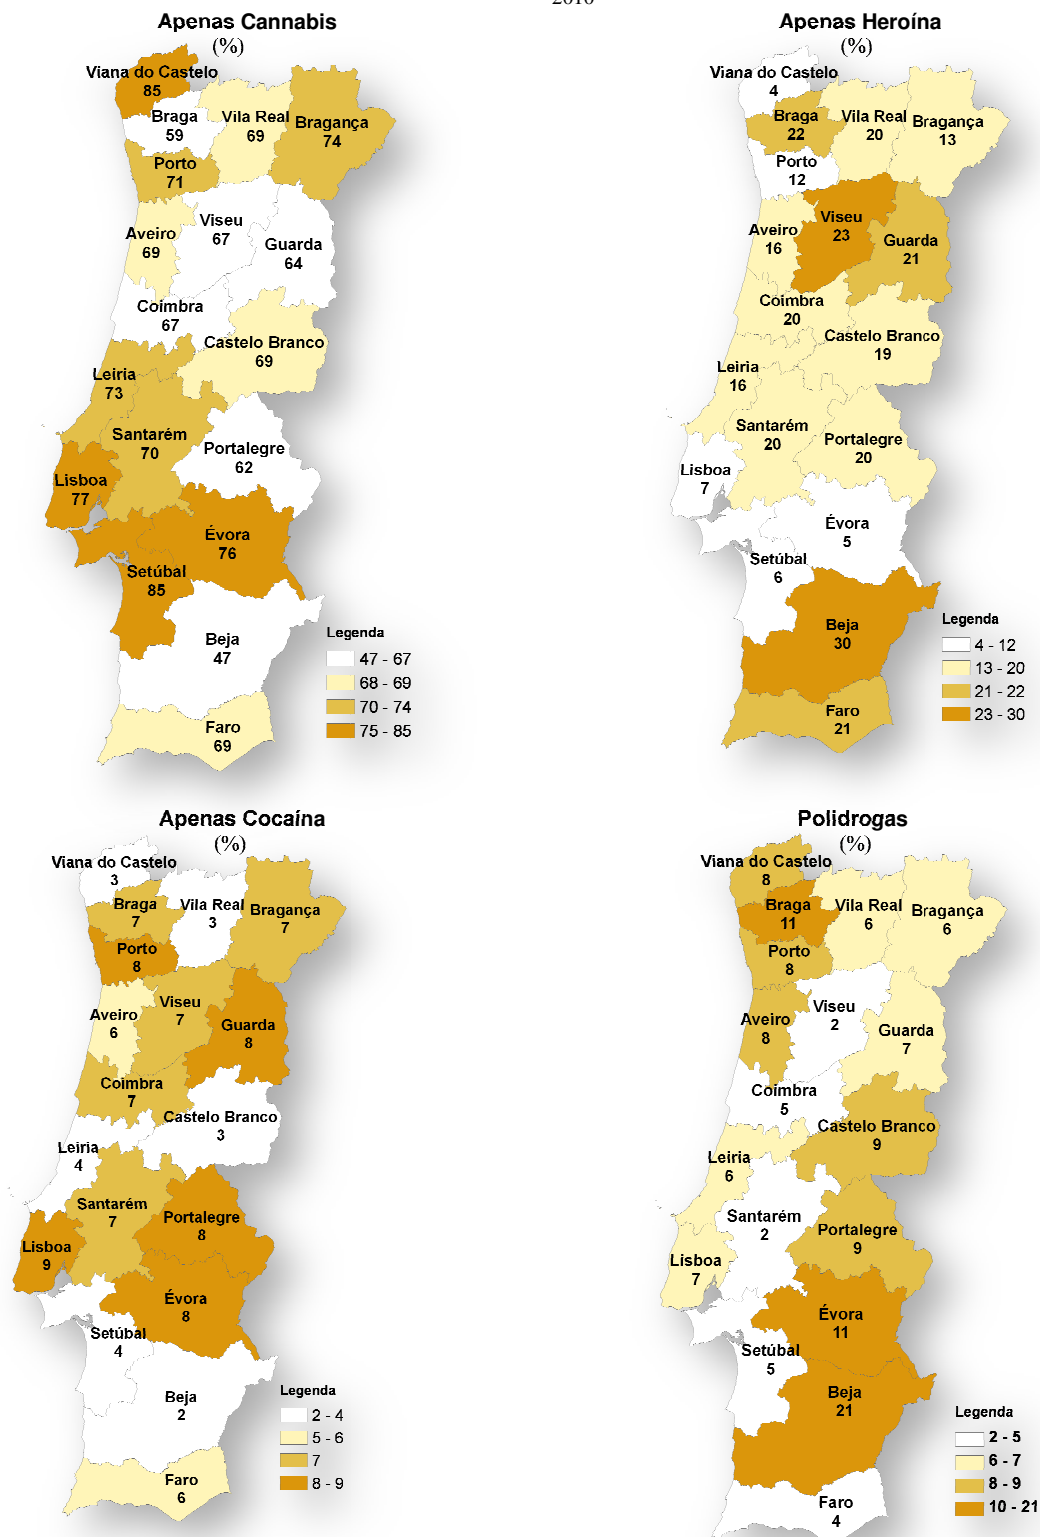 2010
Apenas Cannabis
(%)
Viana do Castelo
85
Braga
59
Vila Real
69
Bragança
74
Porto
71
Aveiro
69
Viseu
67
Guarda
64
Coimbra
67
Castelo Branco
69
Leiria
73
Santarém
70
Portalegre
62
Lisboa
77
Évora
76
Setúbal
85
Beja
47
Faro
69
Legenda
47 - 67
68 - 69
70 - 74
75 - 85
Apenas Heroína
(%)
Viana do Castelo
4
Braga
22
Vila Real
20
Bragança
13
Porto
12
Aveiro
16
Viseu
23
Guarda
21
Coimbra
20
Castelo Branco
19
Leiria
16
Santarém
20
Portalegre
20
Lisboa
7
Évora
5
Setúbal
6
Beja
30
Faro
21
Legenda
4 - 12
13 - 20
21 - 22
23 - 30
Apenas Cocaína
(%)
Viana do Castelo
3
Braga
7
Vila Real
3
Bragança
7
Porto
8
Aveiro
6
Viseu
7
Guarda
8
Coimbra
7
Castelo Branco
3
Leiria
4
Santarém
7
Portalegre
8
Lisboa
9
Évora
8
Setúbal
4
Beja
2
Faro
6
Legenda
2 - 4
5 - 6
7
8 - 9
Polidrogas
(%)
Viana do Castelo
8
Braga
11
Vila Real
6
Bragança
6
Porto
8
Aveiro
8
Viseu
2
Guarda
7
Coimbra
5
Castelo Branco
9
Leiria
6
Santarém
2
Portalegre
9
Lisboa
7
Évora
11
Setúbal
5
Beja
21
Faro
4
Legenda
2 - 5
6 - 7
8 - 9
10 - 21